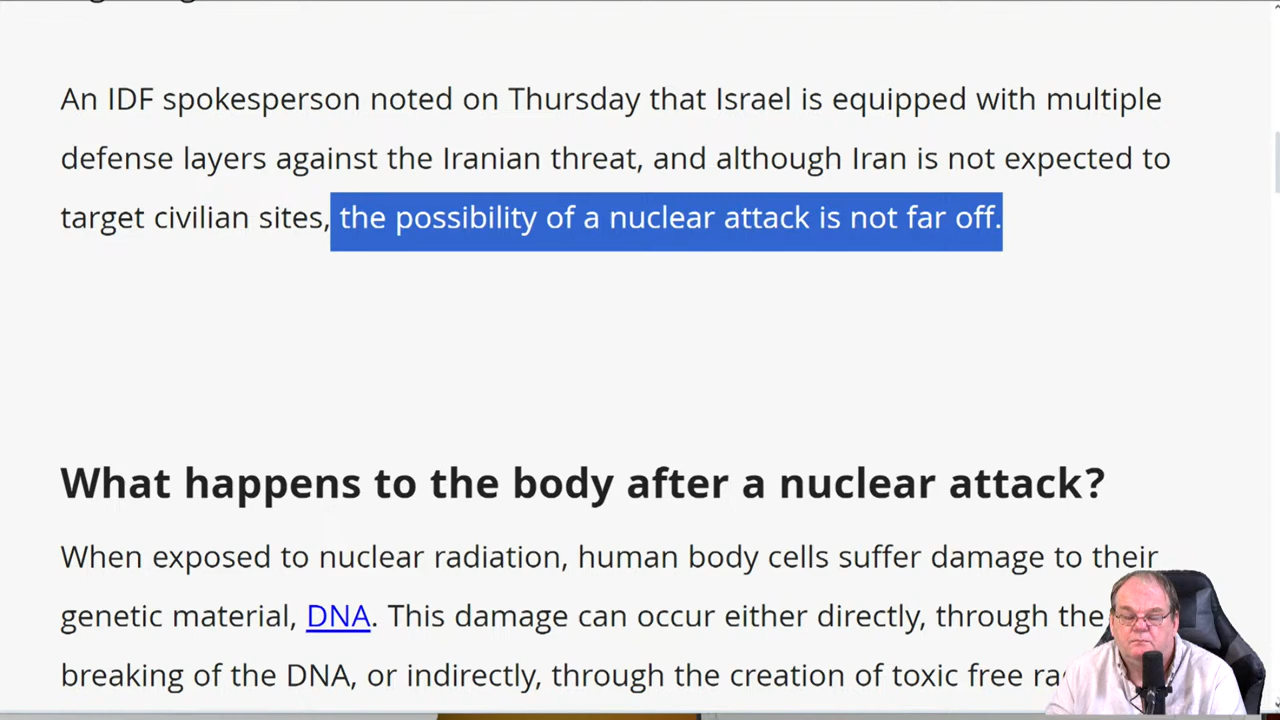 An IDF spokesperson noted on Thursday that Israel is equipped with multiple
defense layers against the Iranian threat, and although Iran is not expected to
target civilian sites, the possibility of a nuclear attack is not far off.
What happens to the body after a nuclear attack?
When exposed to nuclear radiation, human body cells suffer damage to their
genetic material, DNA. This damage can occur either directly, through the
breaking of the DNA, or indirectly, through the creation of toxic free